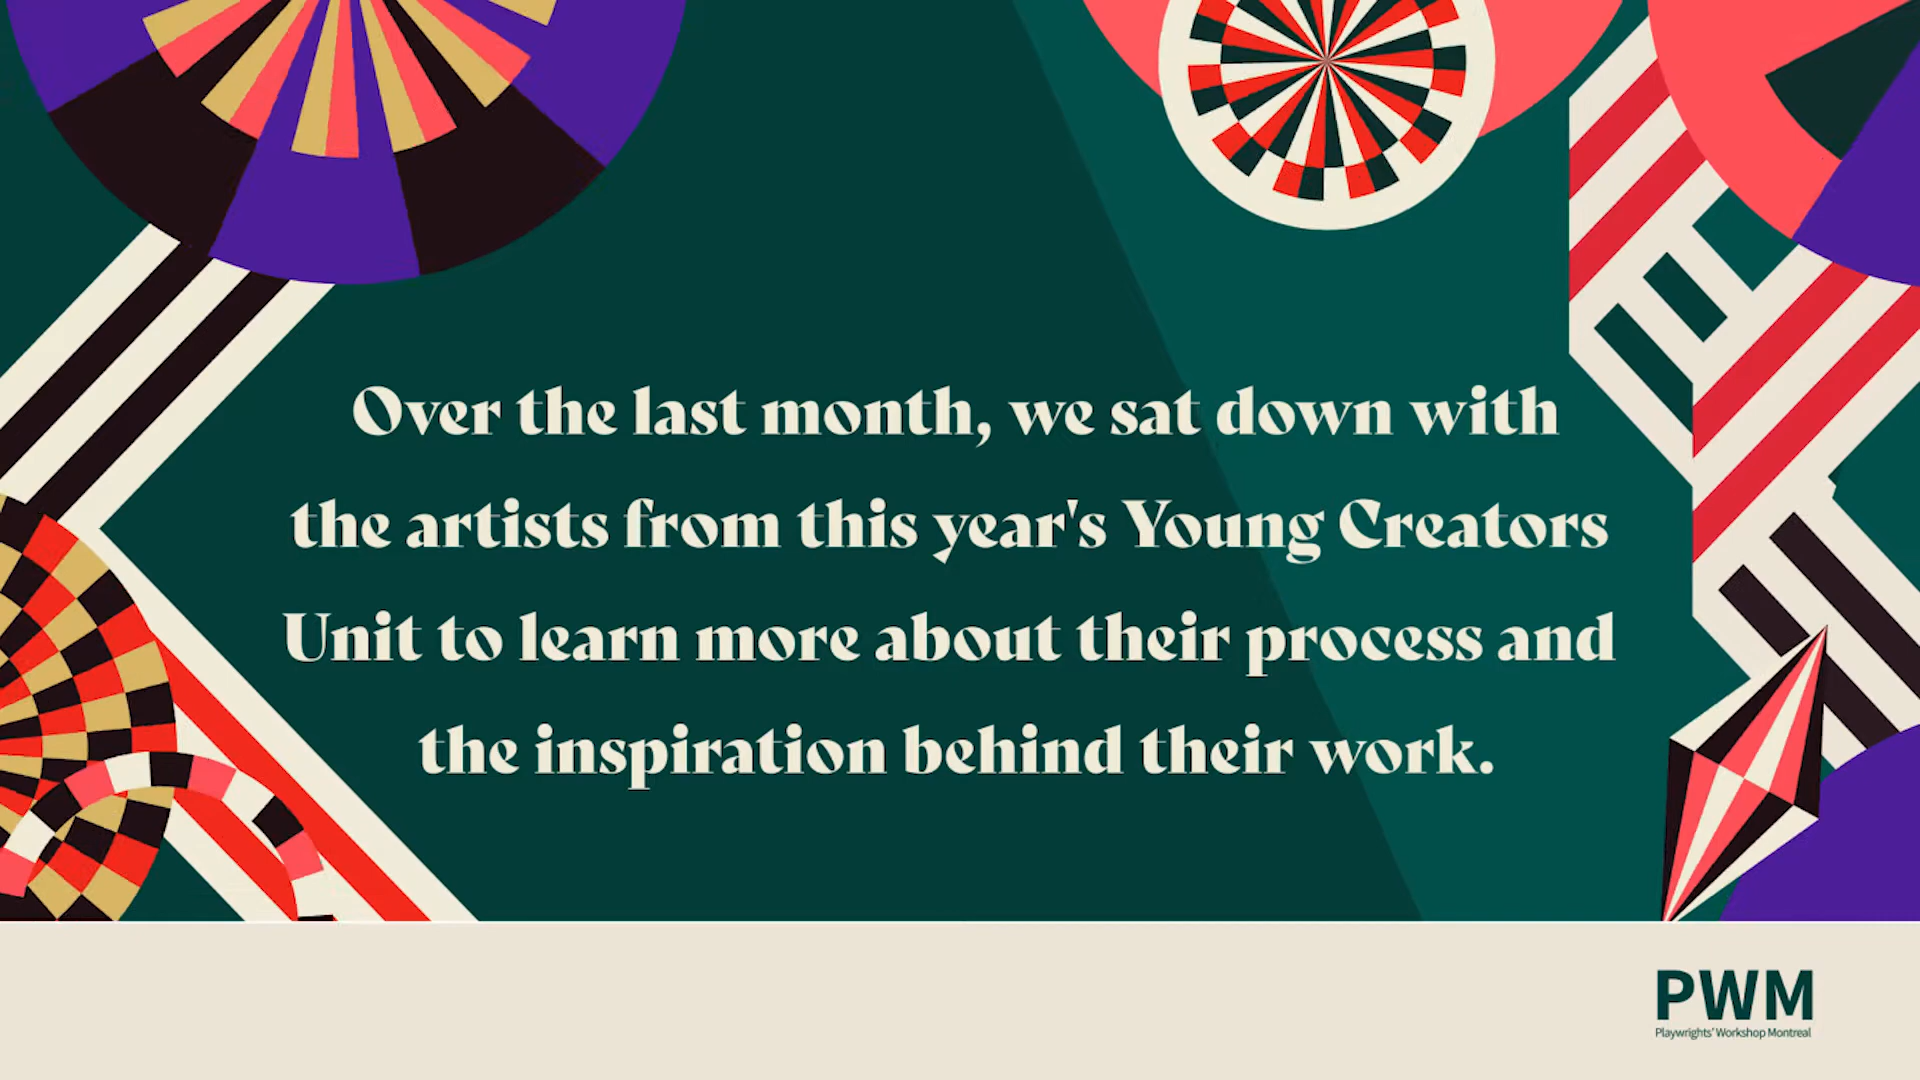 Over the last month, we sat down with
the artists from this year's Young Creators
Unit to learn more about their process and
the inspiration behind their work.
PWM
Playwrights' Workshop Montreal